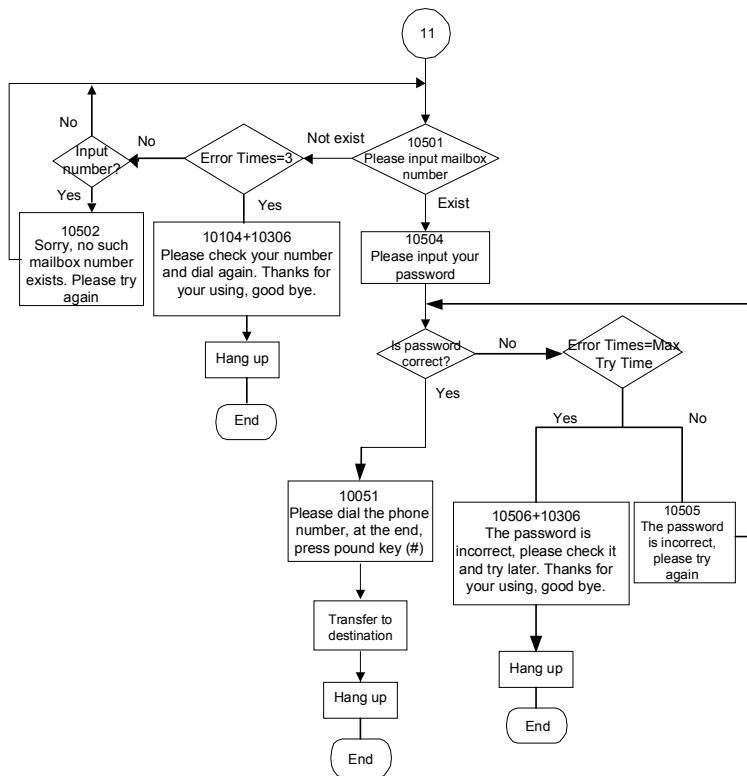 11
No
No
Not exist
Input
number?
Error Times=3
10501
Please input mailbox
number
Yes
Yes
Exist
10502
Sorry, no such
mailbox number
exists. Please try
again
10104+10306
Please check your number
and dial again. Thanks for
your using, good bye.
10504
Please input your
password
Hang up
End
Is password
correct?
No
Error Times=Max
Try Time
Yes
Yes
No
10051
Please dial the phone
number, at the end,
press pound key (#)
10506+10306
The password is
incorrect, please check it
and try later. Thanks for
your using, good bye.
10505
The password
is incorrect,
please try
again
Transfer to
destination
Hang up
End
Hang up
End